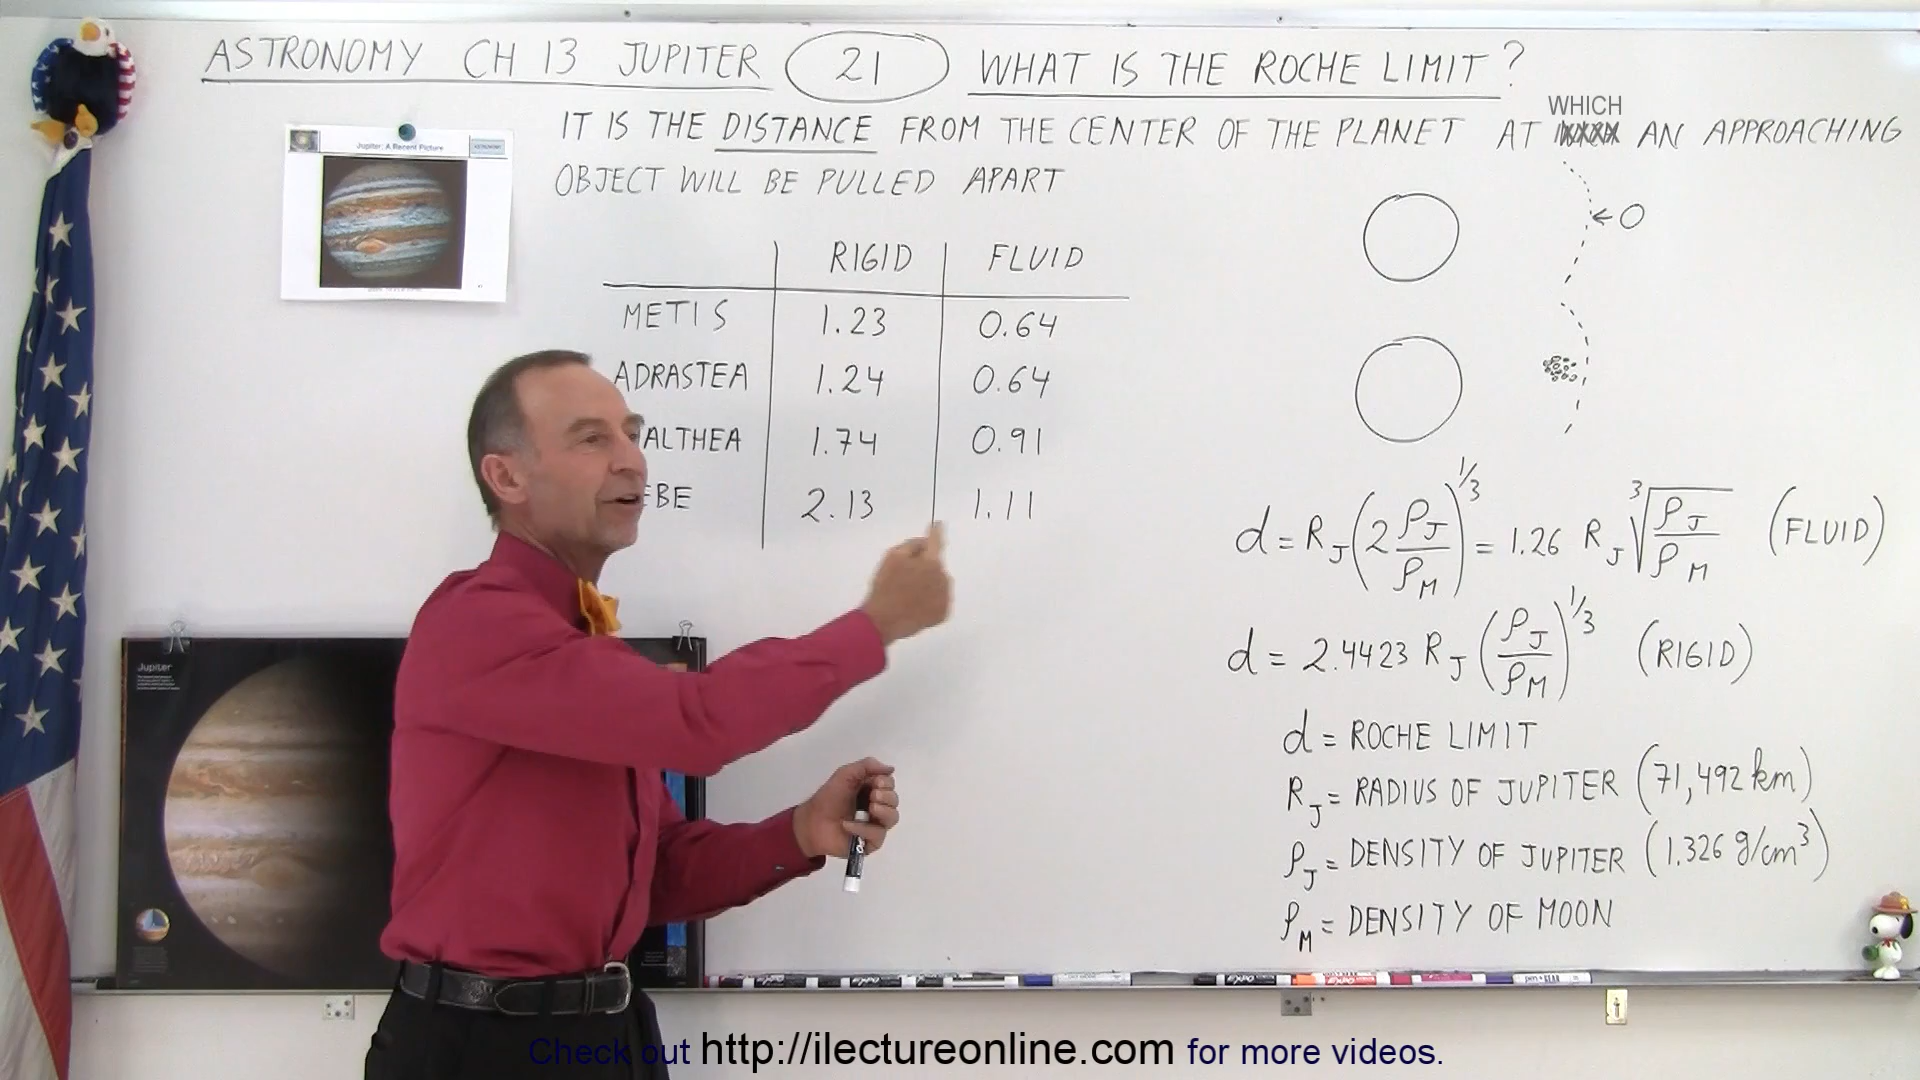 ASTRONOMY CH 13 JUPITER 21 WHAT IS THE ROCHE LIMIT?
WHICH
IT IS THE DISTANCE FROM THE CENTER OF THE PLANET AT AN APPROACHING
OBJECT WILL BE PULLED APART
Jupiter: A Recent Picture
ASTRONOMY
RIGID FLUID
METIS 1.23 0.64
ADRASTEA 1.24 0.64
ALTHEA 1.74 0.91
EBE 2.13 1.11
d = R_J (2 ρ_J/ρ_M)^1/3 = 1.26 R_J ∛(ρ_J/ρ_M) (FLUID)
d = 2.4423 R_J (ρ_J/ρ_M)^1/3 (RIGID)
d = ROCHE LIMIT
R_J = RADIUS OF JUPITER (71,492 km)
ρ_J = DENSITY OF JUPITER (1.326 g/cm³)
ρ_M = DENSITY OF MOON
Jupiter
Check out http://ilectureonline.com for more videos.